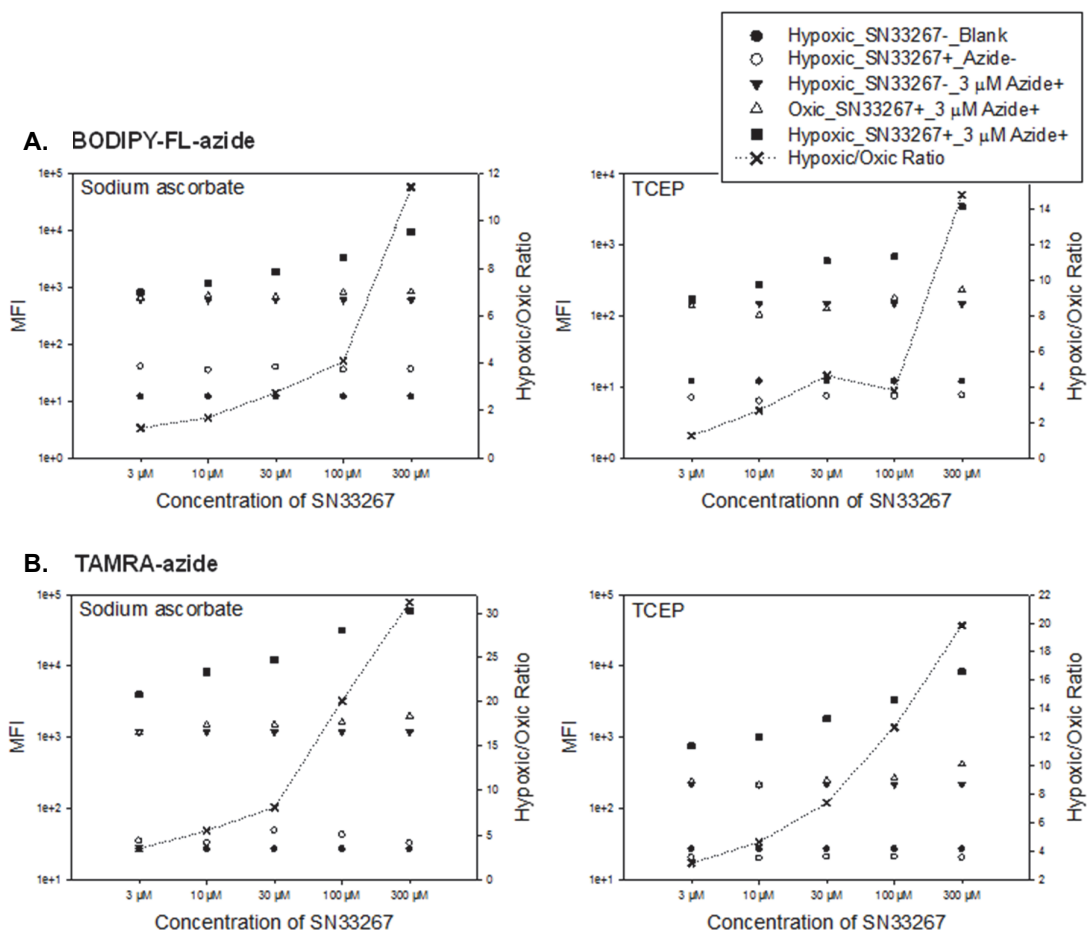 Hypoxic_SN33267-_Blank
Hypoxic_SN33267+_Azide-
Hypoxic_SN33267-_3 µM Azide+
Oxic_SN33267+_3 µM Azide+
Hypoxic_SN33267+_3 µM Azide+
Hypoxic/Oxic Ratio
A. BODIPY-FL-azide
Sodium ascorbate
1e+5
1e+4
1e+3
1e+2
1e+1
1e+0
MFI
12
10
8
6
4
2
0
Hypoxic/Oxic Ratio
3 µM 10 µM 30 µM 100 µM 300 µM
Concentration of SN33267
TCEP
1e+4
1e+3
1e+2
1e+1
1e+0
MFI
14
12
10
8
6
4
2
0
Hypoxic/Oxic Ratio
3 µM 10 µM 30 µM 100 µM 300 µM
Concentrationn of SN33267
B. TAMRA-azide
Sodium ascorbate
1e+5
1e+4
1e+3
1e+2
1e+1
MFI
30
25
20
15
10
5
0
Hypoxic/Oxic Ratio
3 µM 10 µM 30 µM 100 µM 300 µM
Concentration of SN33267
TCEP
1e+5
1e+4
1e+3
1e+2
1e+1
MFI
22
20
18
16
14
12
10
8
6
4
2
Hypoxic/Oxic Ratio
3 µM 10 µM 30 µM 100 µM 300 µM
Concentration of SN33267